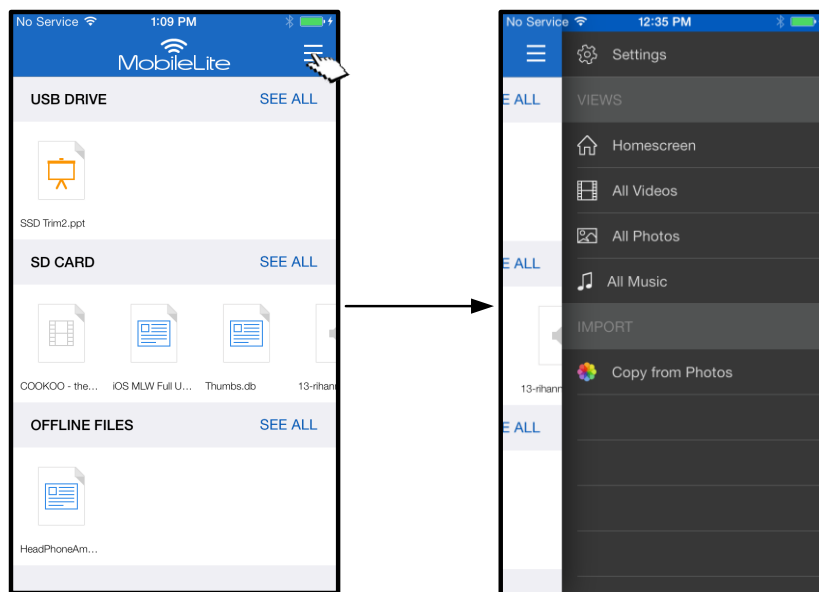 No Service 1:09 PM
MobileLite
USB DRIVE SEE ALL
SSD Trim2.ppt
SD CARD SEE ALL
COOKOO - the... iOS MLW Full U... Thumbs.db 13-rihann
OFFLINE FILES SEE ALL
HeadPhoneAm...
No Service 12:35 PM
Settings
E ALL VIEWS
Homescreen
All Videos
All Photos
E ALL
All Music
IMPORT
Copy from Photos
13-rihann
E ALL